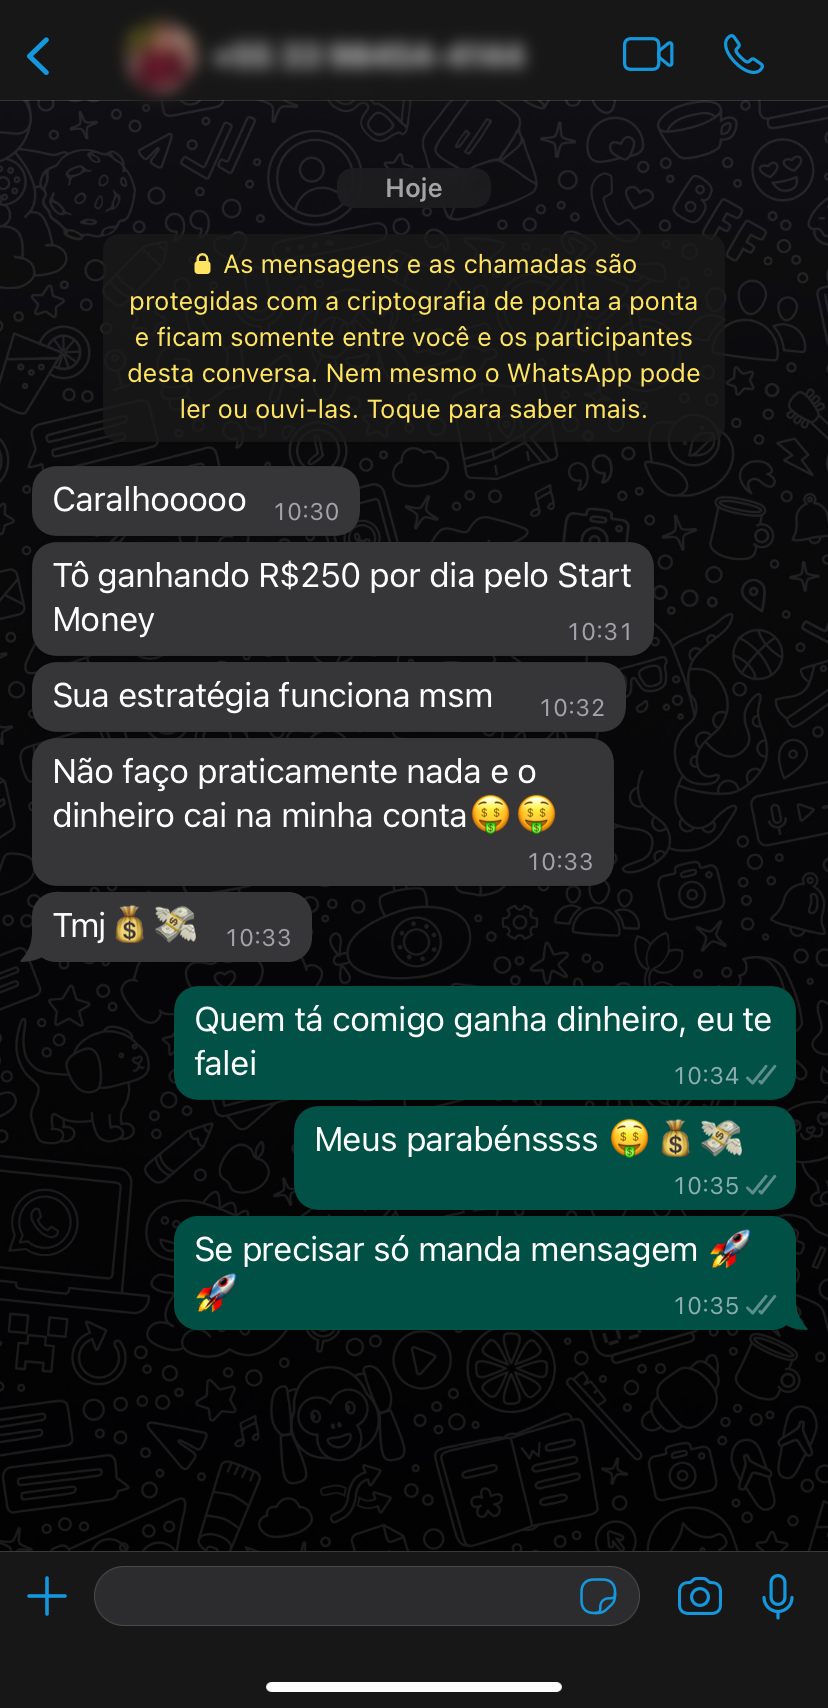 Hoje
🔒 As mensagens e as chamadas são
protegidas com a criptografia de ponta a ponta
e ficam somente entre você e os participantes
desta conversa. Nem mesmo o WhatsApp pode
ler ou ouvi-las. Toque para saber mais.
Caralhooooo 10:30
Tô ganhando R$250 por dia pelo Start
Money 10:31
Sua estratégia funciona msm 10:32
Não faço praticamente nada e o
dinheiro cai na minha conta🤑🤑
10:33
Tmj💰💸 10:33
Quem tá comigo ganha dinheiro, eu te
falei 10:34
Meus parabénssss 🤑💰💸
10:35
Se precisar só manda mensagem 🚀
🚀 10:35